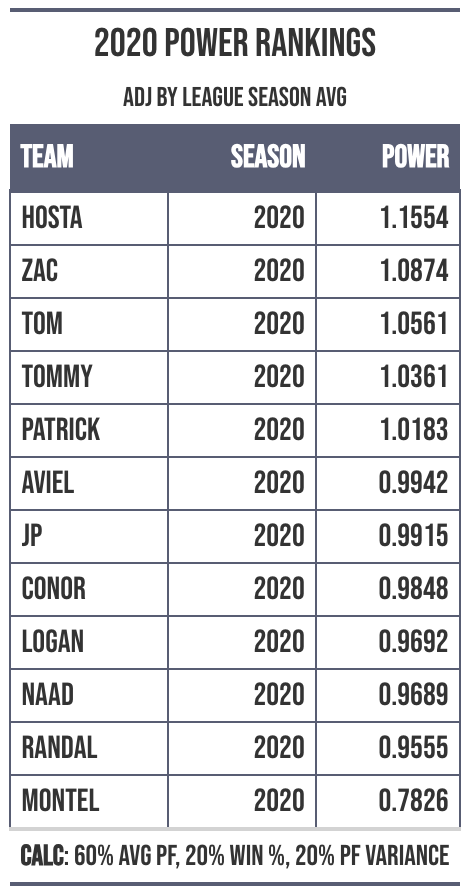 2020 POWER RANKINGS
ADJ BY LEAGUE SEASON AVG
TEAM SEASON POWER
HOSTA 2020 1.1554
ZAC 2020 1.0874
TOM 2020 1.0561
TOMMY 2020 1.0361
PATRICK 2020 1.0183
AVIEL 2020 0.9942
JP 2020 0.9915
CONOR 2020 0.9848
LOGAN 2020 0.9692
NAAD 2020 0.9689
RANDAL 2020 0.9555
MONTEL 2020 0.7826
CALC: 60% AVG PF, 20% WIN %, 20% PF VARIANCE